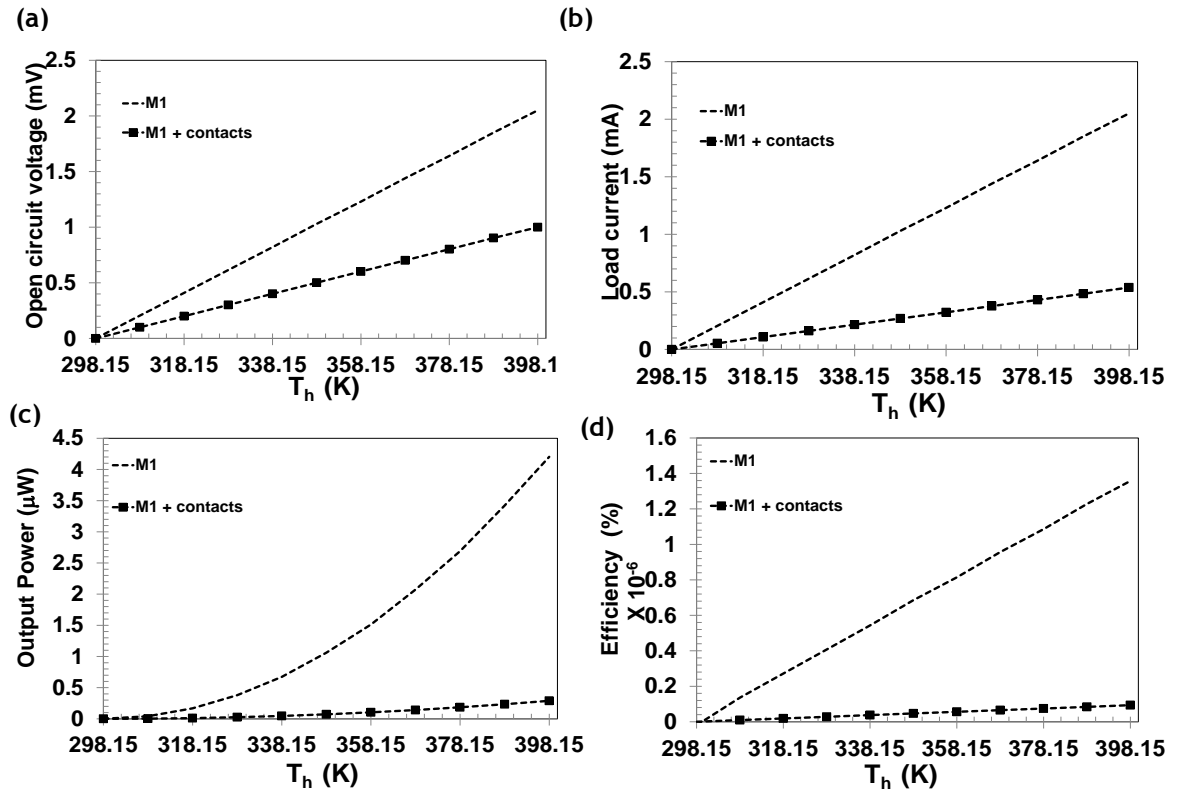 (a)
Open circuit voltage (mV)
2.5
2
1.5
1
0.5
0
M1
M1 + contacts
298.15 318.15 338.15 358.15 378.15 398.1
Th (K)
(b)
Load current (mA)
2.5
2
1.5
1
0.5
0
M1
M1 + contacts
298.15 318.15 338.15 358.15 378.15 398.15
Th (K)
(c)
Output Power (µW)
4.5
4
3.5
3
2.5
2
1.5
1
0.5
0
M1
M1 + contacts
298.15 318.15 338.15 358.15 378.15 398.15
Th (K)
(d)
Efficiency (%)
X 10-6
1.6
1.4
1.2
1
0.8
0.6
0.4
0.2
0
M1
M1 + contacts
298.15 318.15 338.15 358.15 378.15 398.15
Th (K)